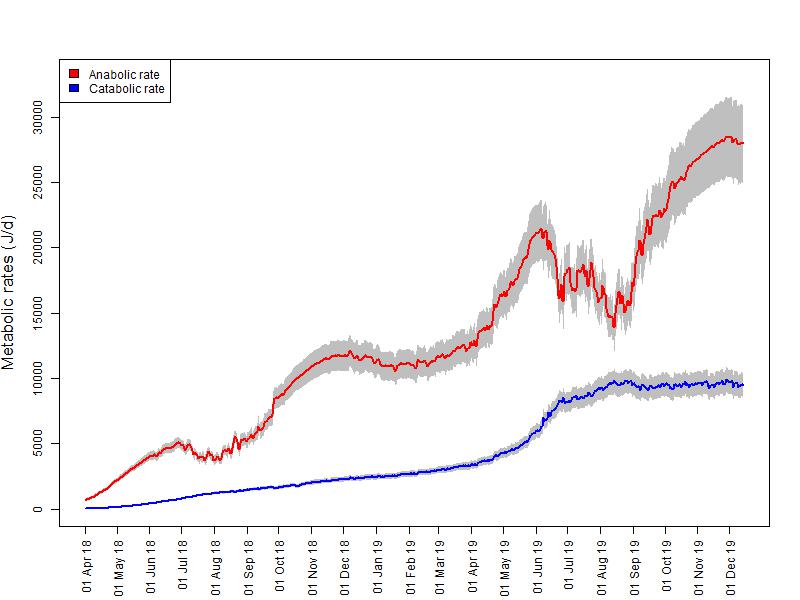 Anabolic rate
Catabolic rate
Metabolic rates (J/d)
30000
25000
20000
15000
10000
5000
0
01 Apr 18
01 May 18
01 Jun 18
01 Jul 18
01 Aug 18
01 Sep 18
01 Oct 18
01 Nov 18
01 Dec 18
01 Jan 19
01 Feb 19
01 Mar 19
01 Apr 19
01 May 19
01 Jun 19
01 Jul 19
01 Aug 19
01 Sep 19
01 Oct 19
01 Nov 19
01 Dec 19